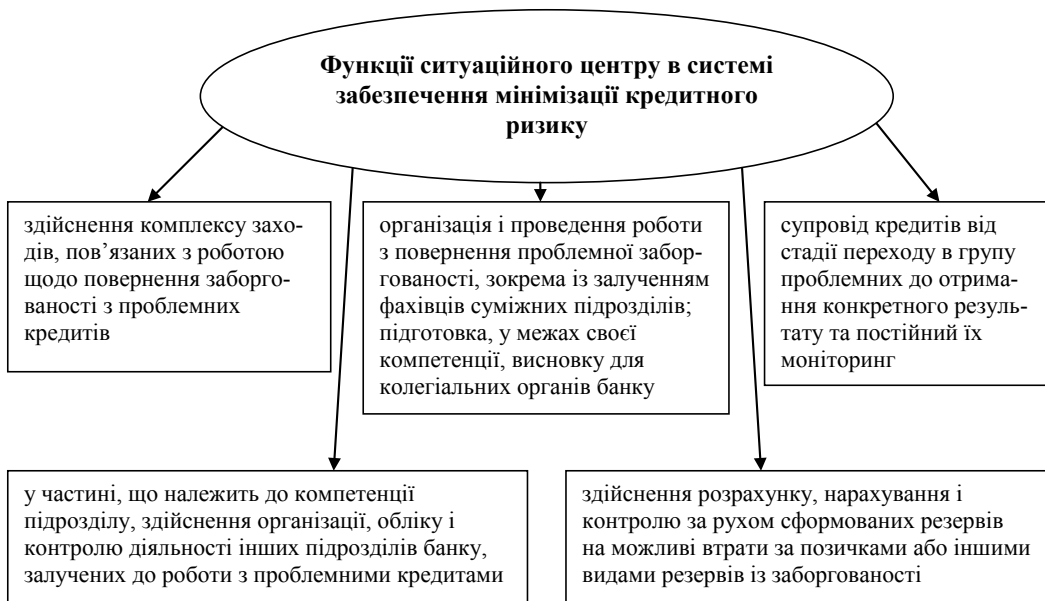 Функції ситуаційного центру в системі
забезпечення мінімізації кредитного
ризику
здійснення комплексу захо-
дів, пов’язаних з роботою
щодо повернення заборго-
ваності з проблемних
кредитів
організація і проведення роботи
з повернення проблемної забор-
гованості, зокрема із залученням
фахівців суміжних підрозділів;
підготовка, у межах своєї
компетенції, висновку для
колегіальних органів банку
супровід кредитів від
стадії переходу в групу
проблемних до отрима-
ння конкретного резуль-
тату та постійний їх
моніторинг
у частині, що належить до компетенції
підрозділу, здійснення організації, обліку і
контролю діяльності інших підрозділів банку,
залучених до роботи з проблемними кредитами
здійснення розрахунку, нарахування і
контролю за рухом сформованих резервів
на можливі втрати за позичками або іншими
видами резервів із заборгованості